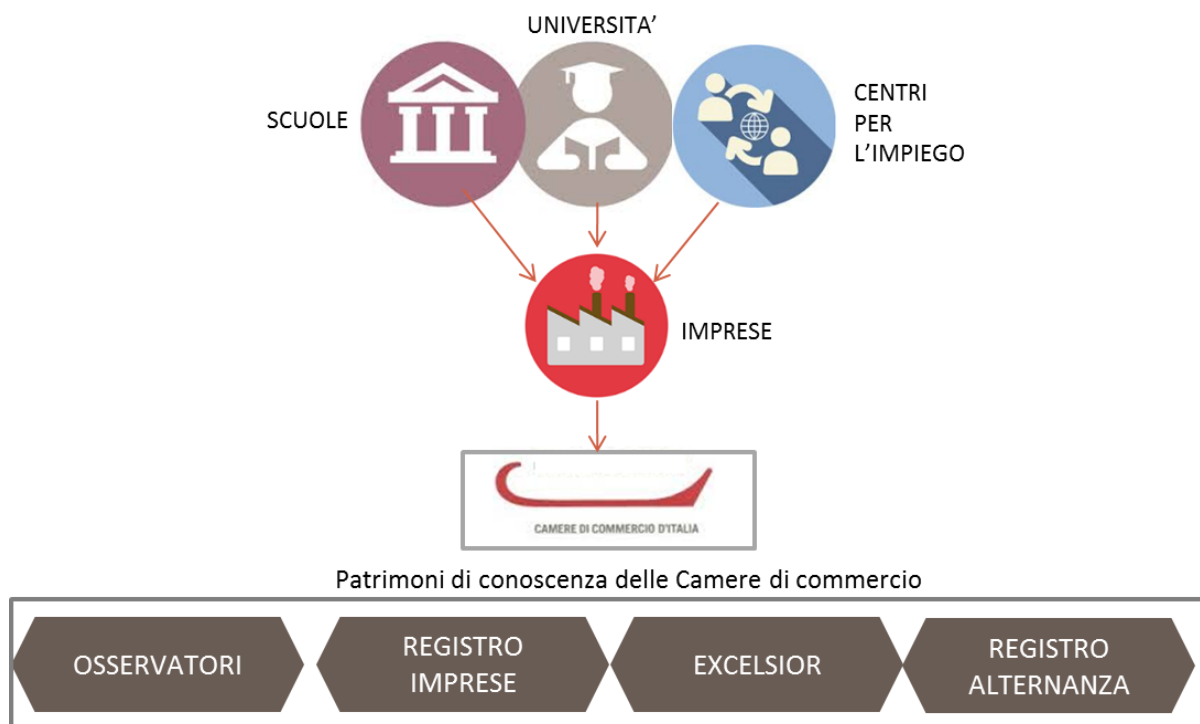 UNIVERSITA’
SCUOLE
CENTRI
PER
L’IMPIEGO
IMPRESE
CAMERE DI COMMERCIO D'ITALIA
Patrimoni di conoscenza delle Camere di commercio
OSSERVATORI
REGISTRO
IMPRESE
EXCELSIOR
REGISTRO
ALTERNANZA